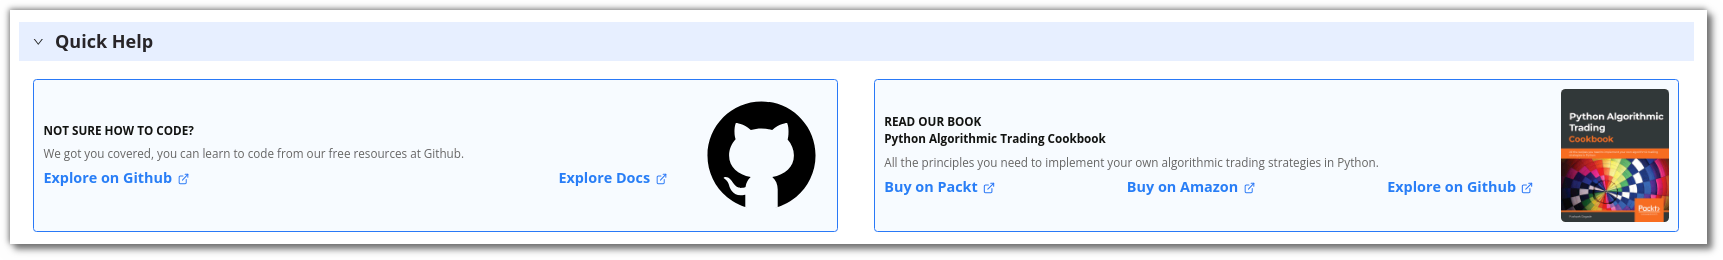 Quick Help
NOT SURE HOW TO CODE?
We got you covered, you can learn to code from our free resources at Github.
Explore on Github
Explore Docs
READ OUR BOOK
Python Algorithmic Trading Cookbook
All the principles you need to implement your own algorithmic trading strategies in Python.
Buy on Packt
Buy on Amazon
Explore on Github
Python Algorithmic
Trading
Cookbook
Packt